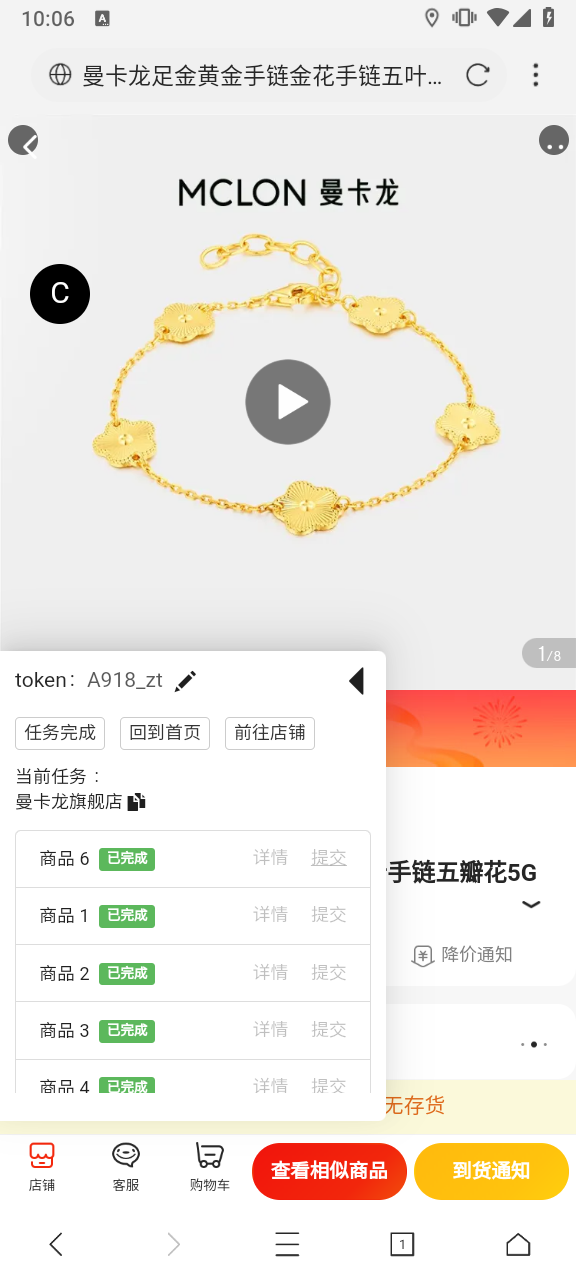 10:06
A
曼卡龙足金黄金手链金花手链五叶...
MCLON 曼卡龙
C
1/8
token: A918_zt
任务完成 回到首页 前往店铺
当前任务：
曼卡龙旗舰店
商品 6 已完成 详情 提交
商品 1 已完成 详情 提交
商品 2 已完成 详情 提交
商品 3 已完成 详情 提交
商品 4 已完成 详情 提交
手链五瓣花5G
降价通知
无存货
店铺 客服 购物车 查看相似商品 到货通知
1